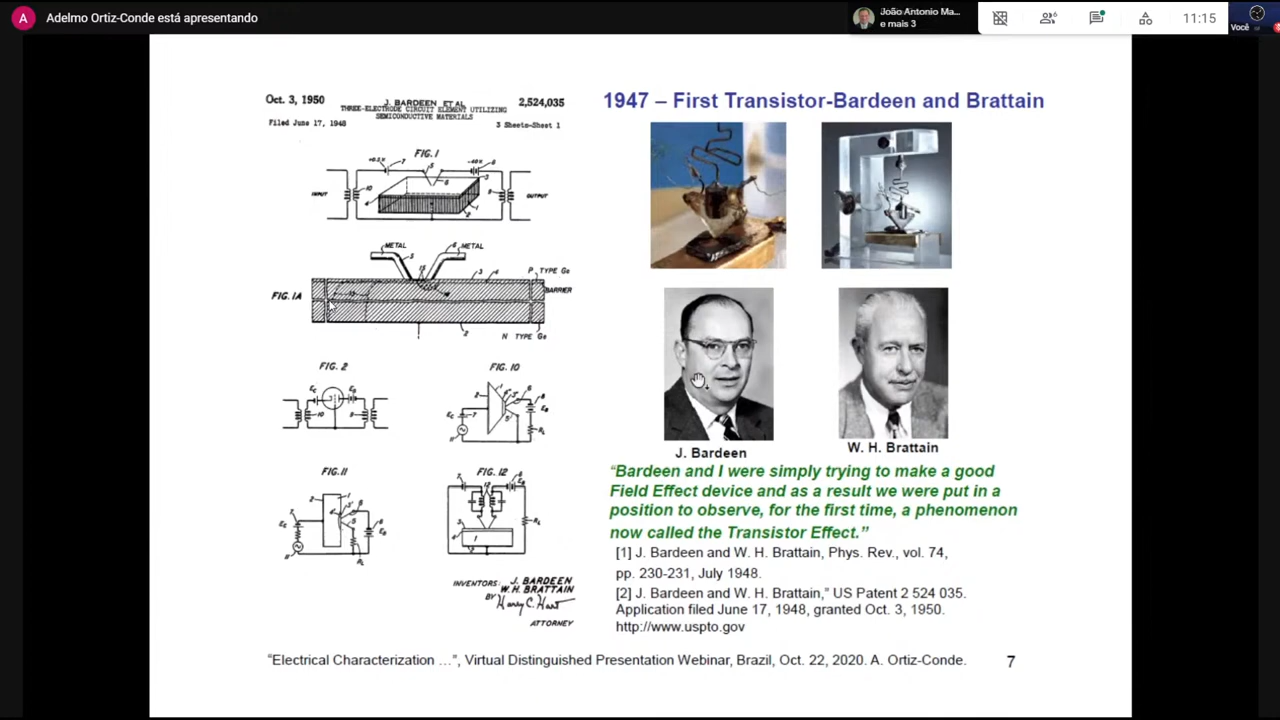 A
Adelmo Ortiz-Conde está apresentando
João Antonio Ma...
e mais 3
6
11:15
Você
Oct. 3, 1950
J. BARDEEN ET AL
2,524,035
THREE-ELECTRODE CIRCUIT ELEMENT UTILIZING
SEMICONDUCTIVE MATERIALS
Filed June 17, 1948
3 Sheets-Sheet 1
FIG. 1
INPUT
OUTPUT
METAL
METAL
P TYPE Ge
BARRIER
FIG. 1A
N TYPE Ge
FIG. 2
FIG. 10
FIG. 11
FIG. 12
INVENTORS: J. BARDEEN
W. H. BRATTAIN
BY Harry C. Hart
ATTORNEY
1947 – First Transistor-Bardeen and Brattain
J. Bardeen
W. H. Brattain
“Bardeen and I were simply trying to make a good
Field Effect device and as a result we were put in a
position to observe, for the first time, a phenomenon
now called the Transistor Effect.”
[1] J. Bardeen and W. H. Brattain, Phys. Rev., vol. 74,
pp. 230-231, July 1948.
[2] J. Bardeen and W. H. Brattain,” US Patent 2 524 035.
Application filed June 17, 1948, granted Oct. 3, 1950.
http://www.uspto.gov
“Electrical Characterization ...”, Virtual Distinguished Presentation Webinar, Brazil, Oct. 22, 2020. A. Ortiz-Conde.
7